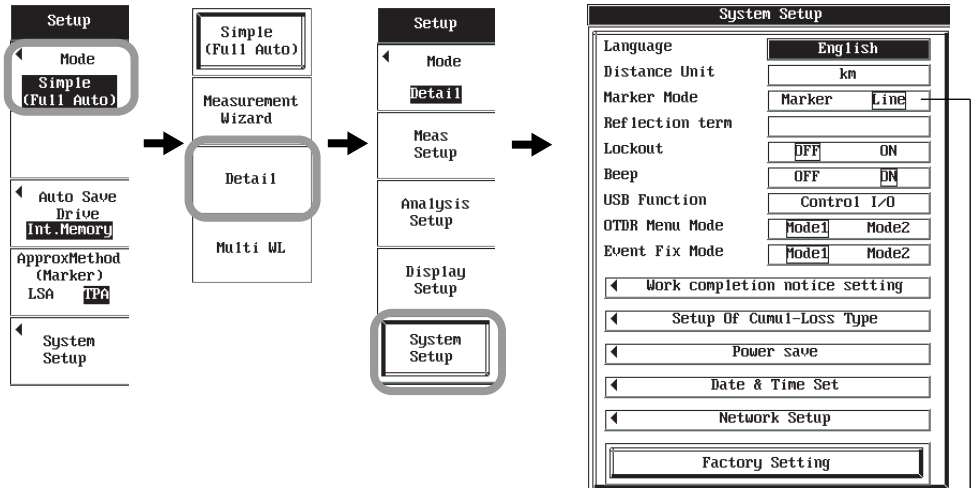 Setup
Mode
Simple
(Full Auto)
Auto Save
Drive
Int.Memory
ApproxMethod
(Marker)
LSA TPA
System
Setup
Simple
(Full Auto)
Measurement
Wizard
Detail
Multi WL
Setup
Mode
Detail
Meas
Setup
Analysis
Setup
Display
Setup
System
Setup
System Setup
Language English
Distance Unit km
Marker Mode Marker Line
Reflection term
Lockout OFF ON
Beep OFF ON
USB Function Control I/O
OTDR Menu Mode Mode1 Mode2
Event Fix Mode Mode1 Mode2
Work completion notice setting
Setup Of Cumul-Loss Type
Power save
Date & Time Set
Network Setup
Factory Setting